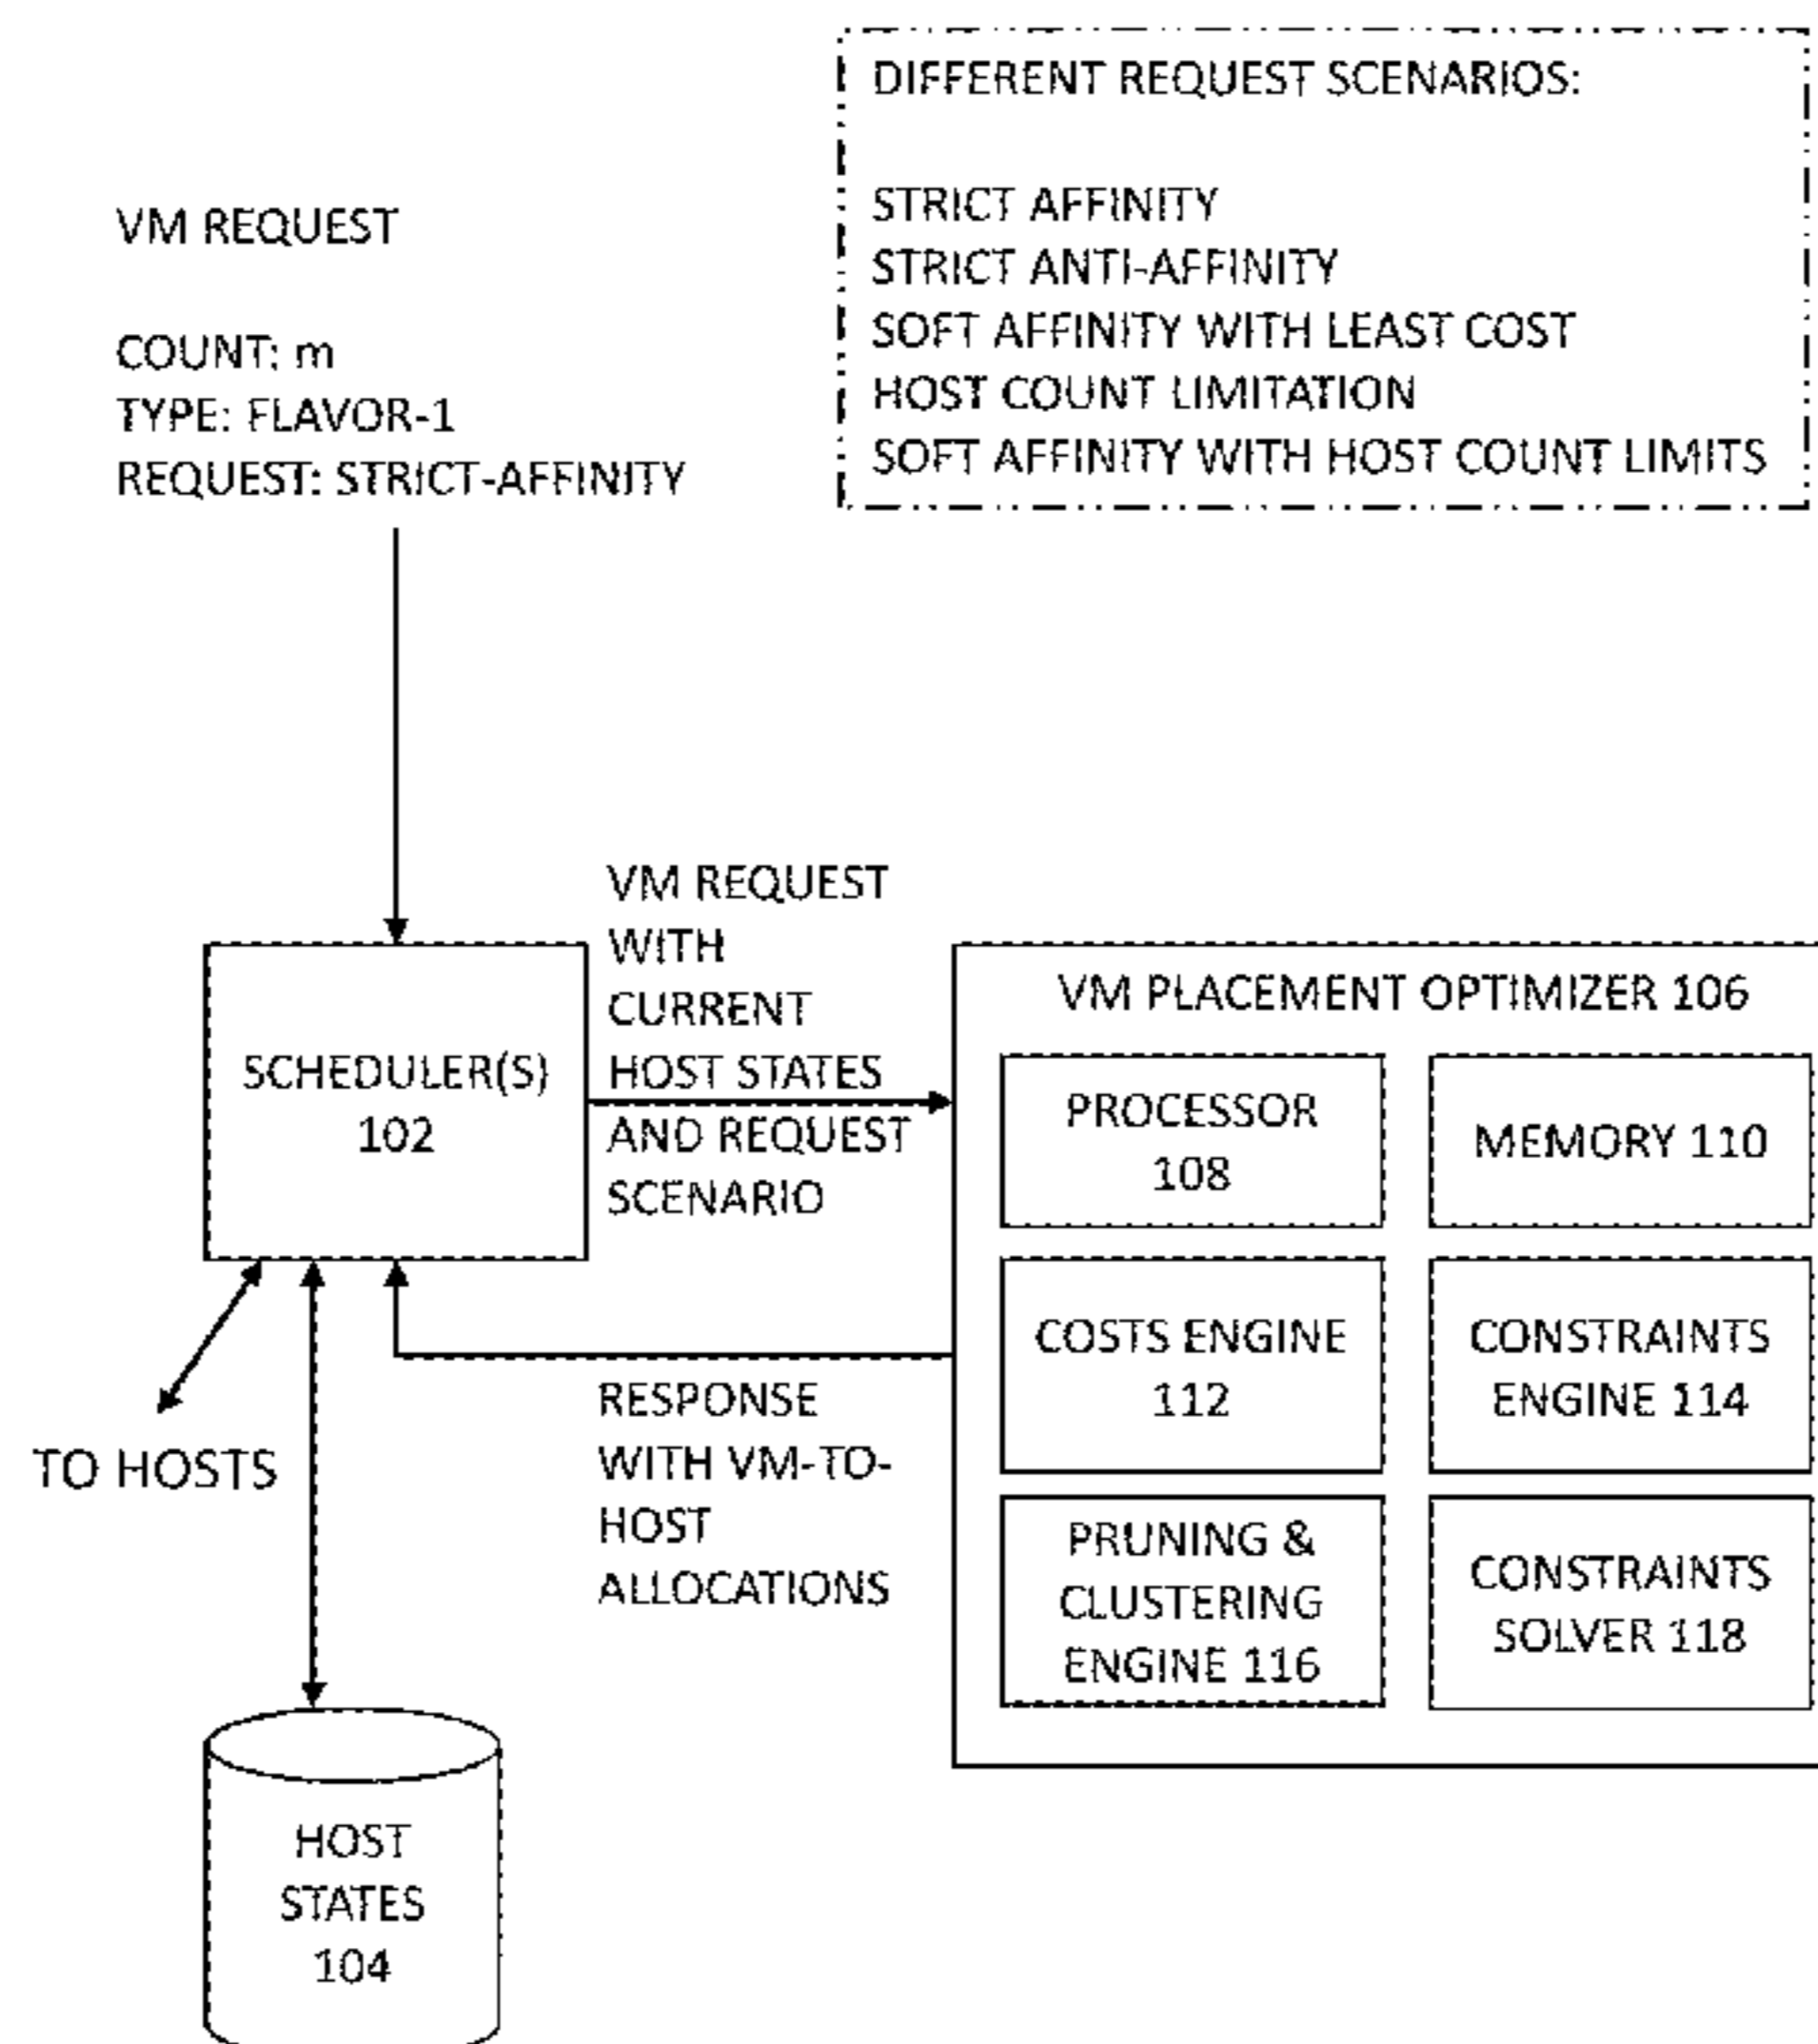 DIFFERENT REQUEST SCENARIOS:
STRICT AFFINITY
STRICT ANTI-AFFINITY
SOFT AFFINITY WITH LEAST COST
HOST COUNT LIMITATION
SOFT AFFINITY WITH HOST COUNT LIMITS
VM REQUEST
COUNT: m
TYPE: FLAVOR-1
REQUEST: STRICT-AFFINITY
VM REQUEST
WITH
CURRENT
HOST STATES
AND REQUEST
SCENARIO
SCHEDULER(S)
102
VM PLACEMENT OPTIMIZER 106
PROCESSOR
108
MEMORY 110
COSTS ENGINE
112
CONSTRAINTS
ENGINE 114
PRUNING &
CLUSTERING
ENGINE 116
CONSTRAINTS
SOLVER 118
RESPONSE
WITH VM-TO-
HOST
ALLOCATIONS
TO HOSTS
HOST
STATES
104